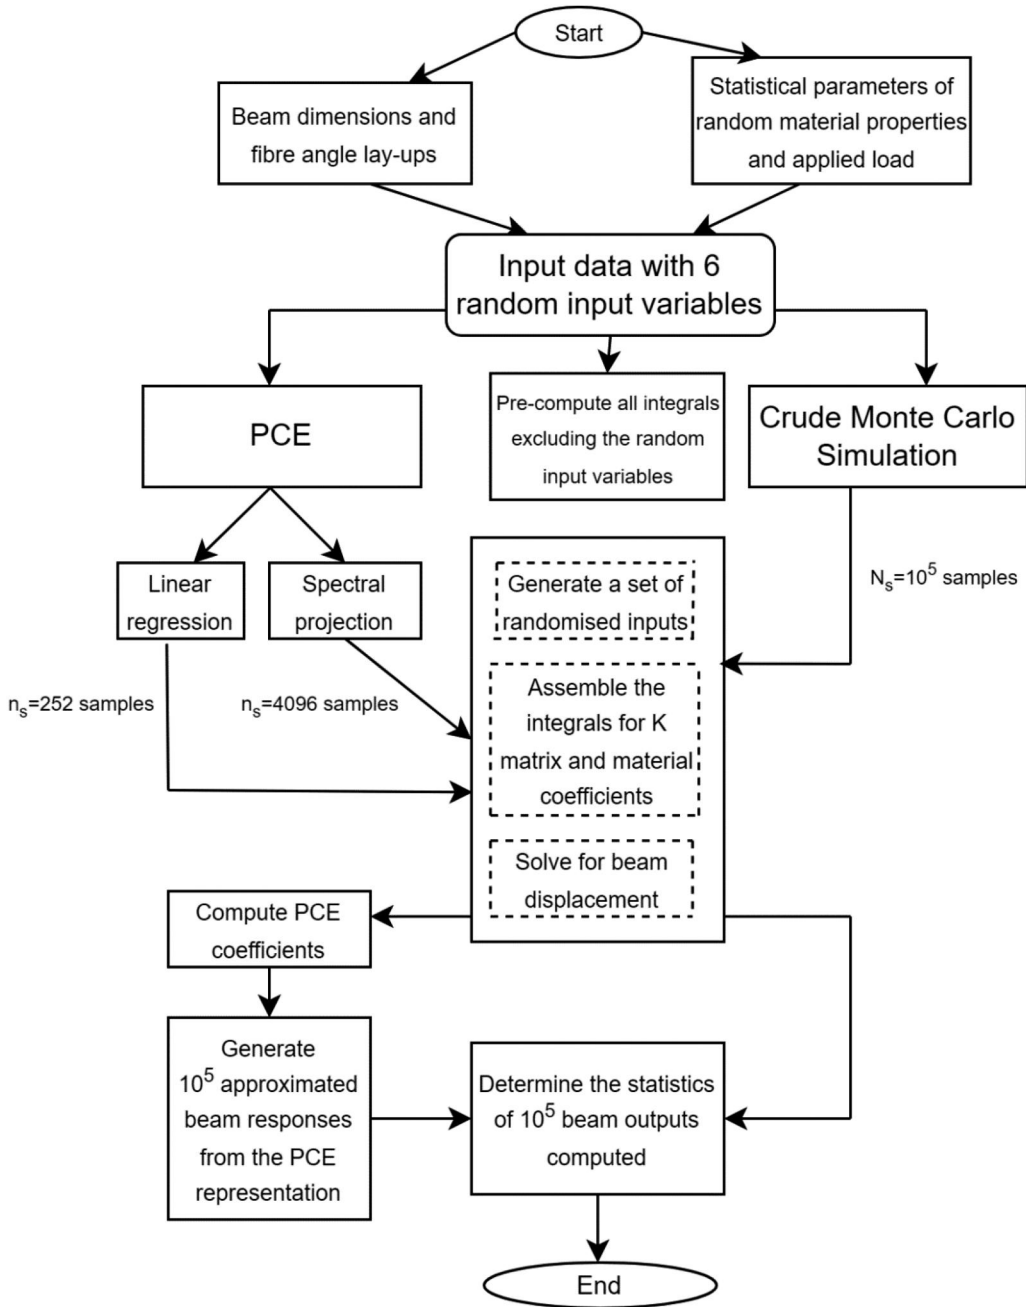 Start
Beam dimensions and
fibre angle lay-ups
Statistical parameters of
random material properties
and applied load
Input data with 6
random input variables
PCE
Pre-compute all integrals
excluding the random
input variables
Crude Monte Carlo
Simulation
Linear
regression
Spectral
projection
Generate a set of
randomised inputs
N_s=10^5 samples
n_s=252 samples
n_s=4096 samples
Assemble the
integrals for K
matrix and material
coefficients
Solve for beam
displacement
Compute PCE
coefficients
Generate
10^5 approximated
beam responses
from the PCE
representation
Determine the statistics
of 10^5 beam outputs
computed
End